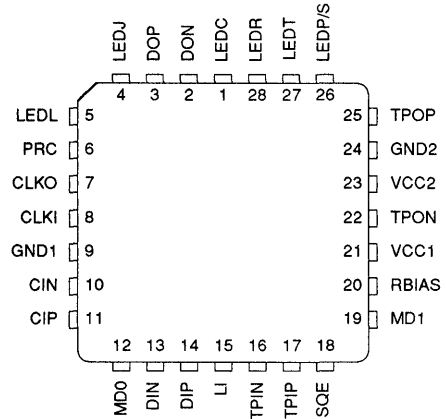 LEDJ DOP DON LEDC LEDR LEDT LEDP/S
4 3 2 1 28 27 26
LEDL 5 25 TPOP
PRC 6 24 GND2
CLKO 7 23 VCC2
CLKI 8 22 TPON
GND1 9 21 VCC1
CIN 10 20 RBIAS
CIP 11 19 MD1
12 13 14 15 16 17 18
MD0 DIN DIP LI TPIN TPIP SQE